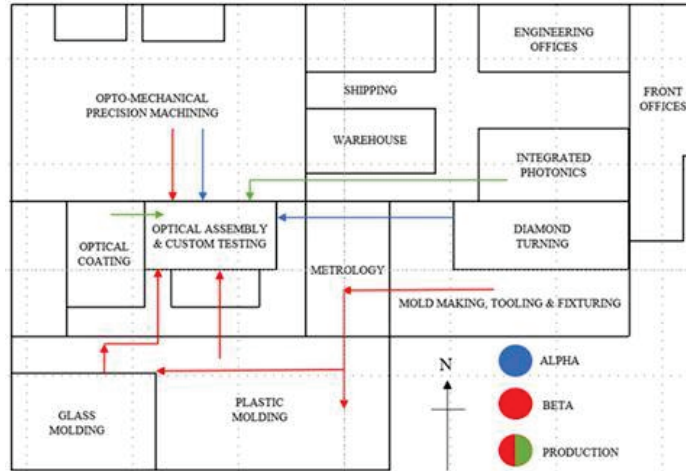 ENGINEERING
OFFICES
OPTO-MECHANICAL
PRECISION MACHINING
SHIPPING
FRONT
OFFICES
WAREHOUSE
INTEGRATED
PHOTONICS
OPTICAL
COATING
OPTICAL ASSEMBLY
& CUSTOM TESTING
DIAMOND
TURNING
METROLOGY
MOLD MAKING, TOOLING & FIXTURING
GLASS
MOLDING
PLASTIC
MOLDING
N
ALPHA
BETA
PRODUCTION